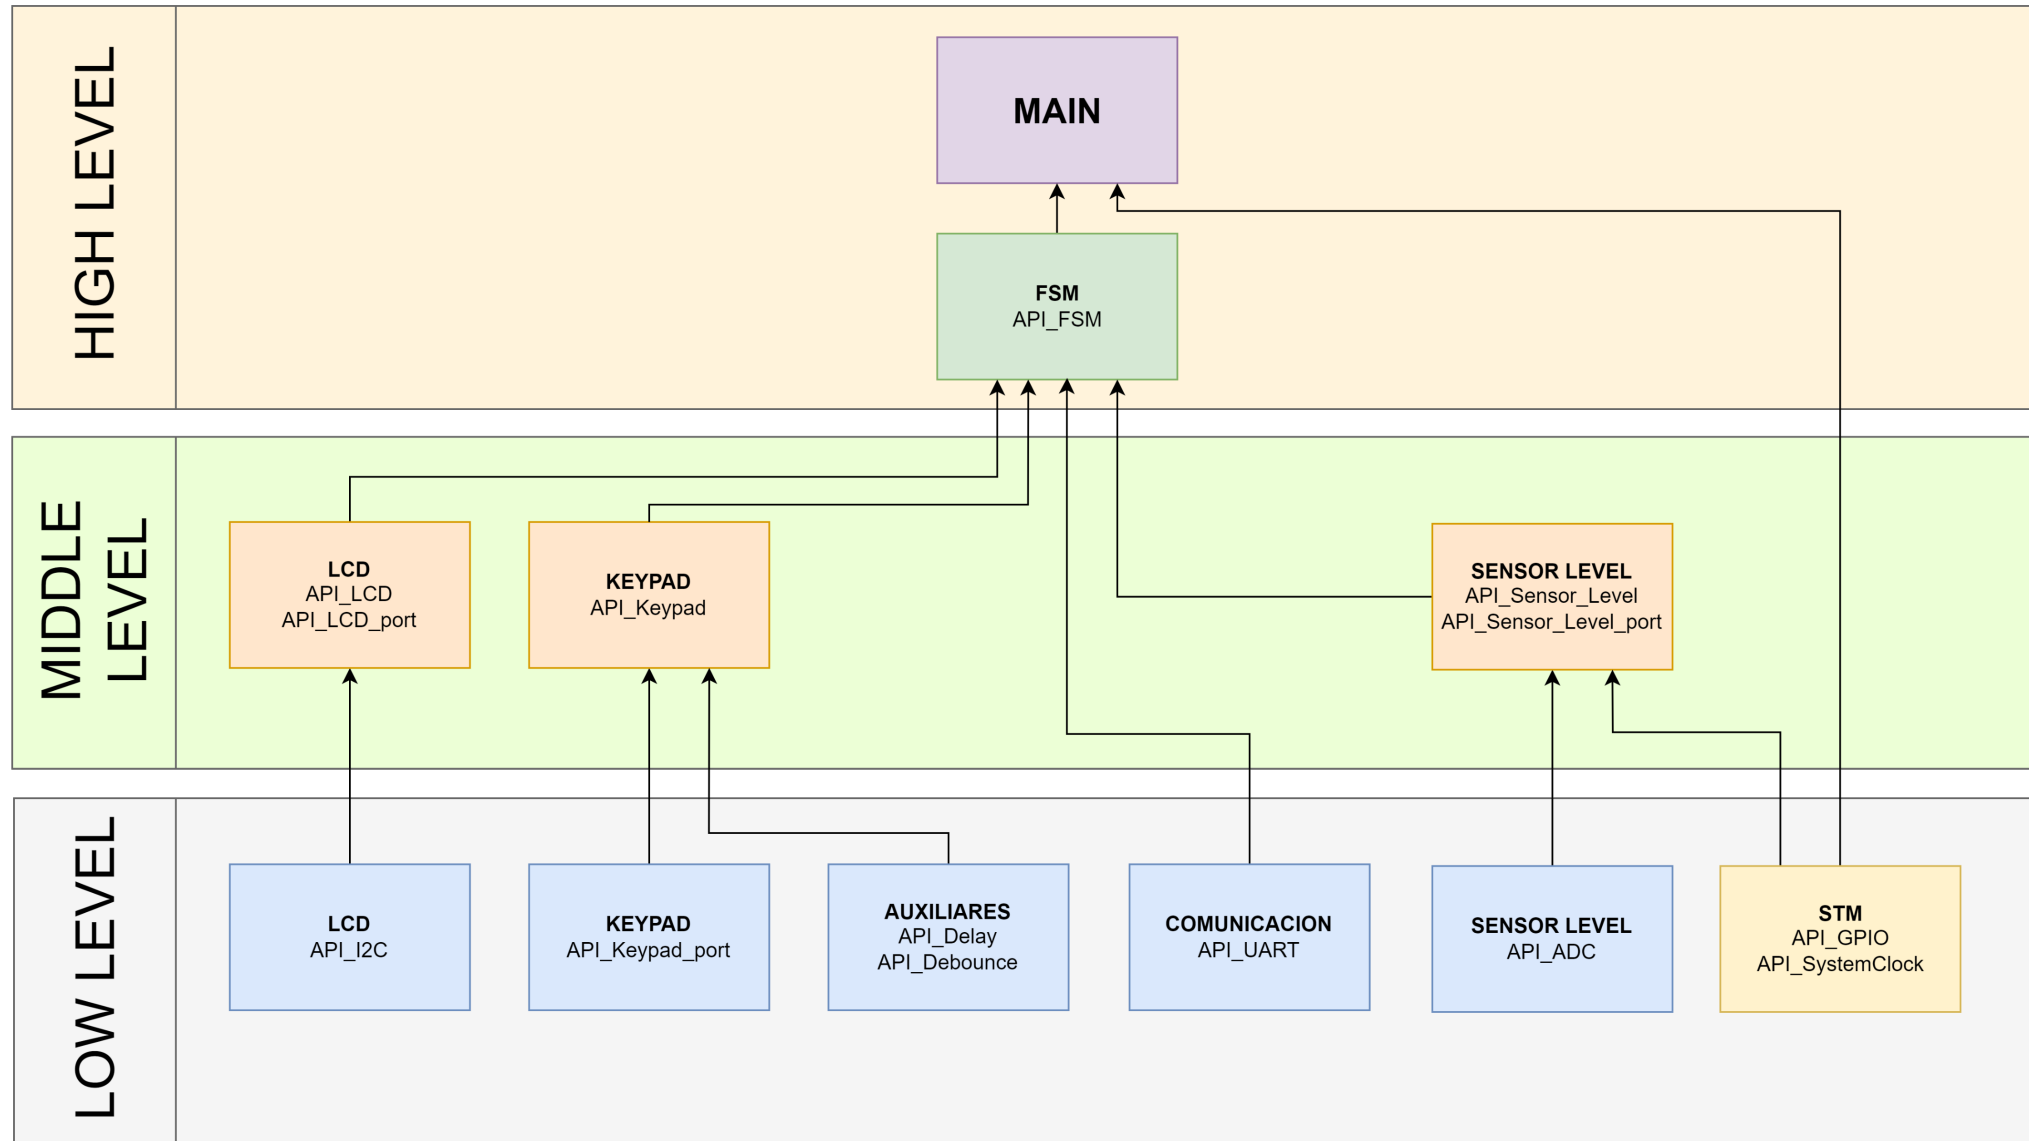 HIGH LEVEL
MAIN
FSM
API_FSM
MIDDLE
LEVEL
LCD
API_LCD
API_LCD_port
KEYPAD
API_Keypad
SENSOR LEVEL
API_Sensor_Level
API_Sensor_Level_port
LOW LEVEL
LCD
API_I2C
KEYPAD
API_Keypad_port
AUXILIARES
API_Delay
API_Debounce
COMUNICACION
API_UART
SENSOR LEVEL
API_ADC
STM
API_GPIO
API_SystemClock